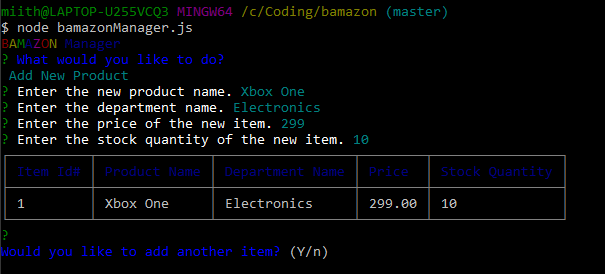 miith@LAPTOP-U255VCQ3 MINGW64 /c/Coding/bamazon (master)
$ node bamazonManager.js
BAMAZON Manager
? What would you like to do?
Add New Product
? Enter the new product name. Xbox One
? Enter the department name. Electronics
? Enter the price of the new item. 299
? Enter the stock quantity of the new item. 10
Item Id# Product Name Department Name Price Stock Quantity
1 Xbox One Electronics 299.00 10
?
Would you like to add another item? (Y/n)